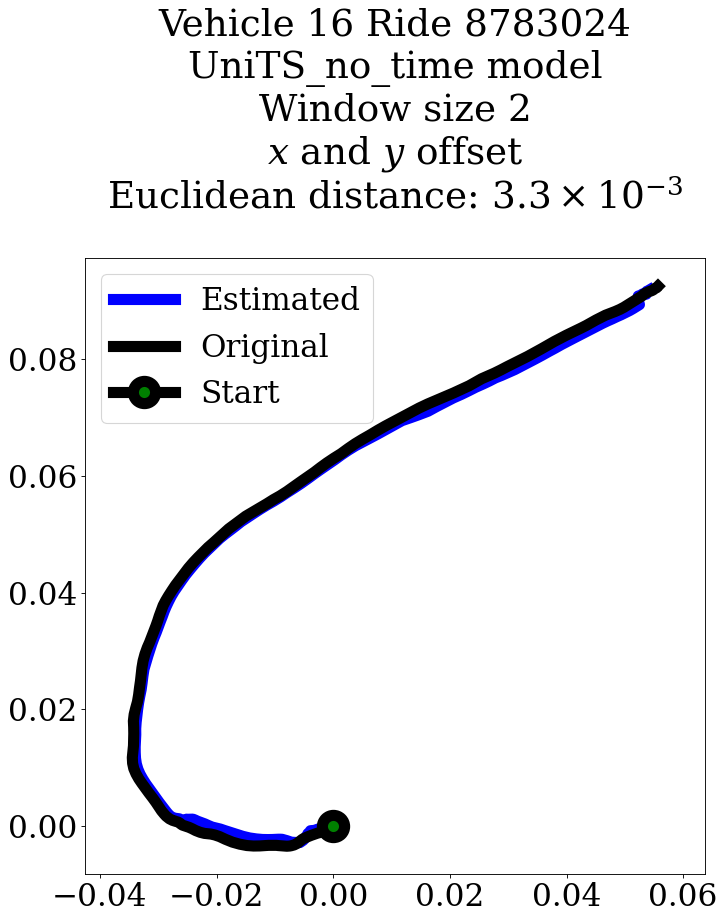 Vehicle 16 Ride 8783024
UniTS_no_time model
Window size 2
x and y offset
Euclidean distance: 3.3 × 10⁻³
Estimated
Original
Start
0.08
0.06
0.04
0.02
0.00
−0.04 −0.02 0.00 0.02 0.04 0.06